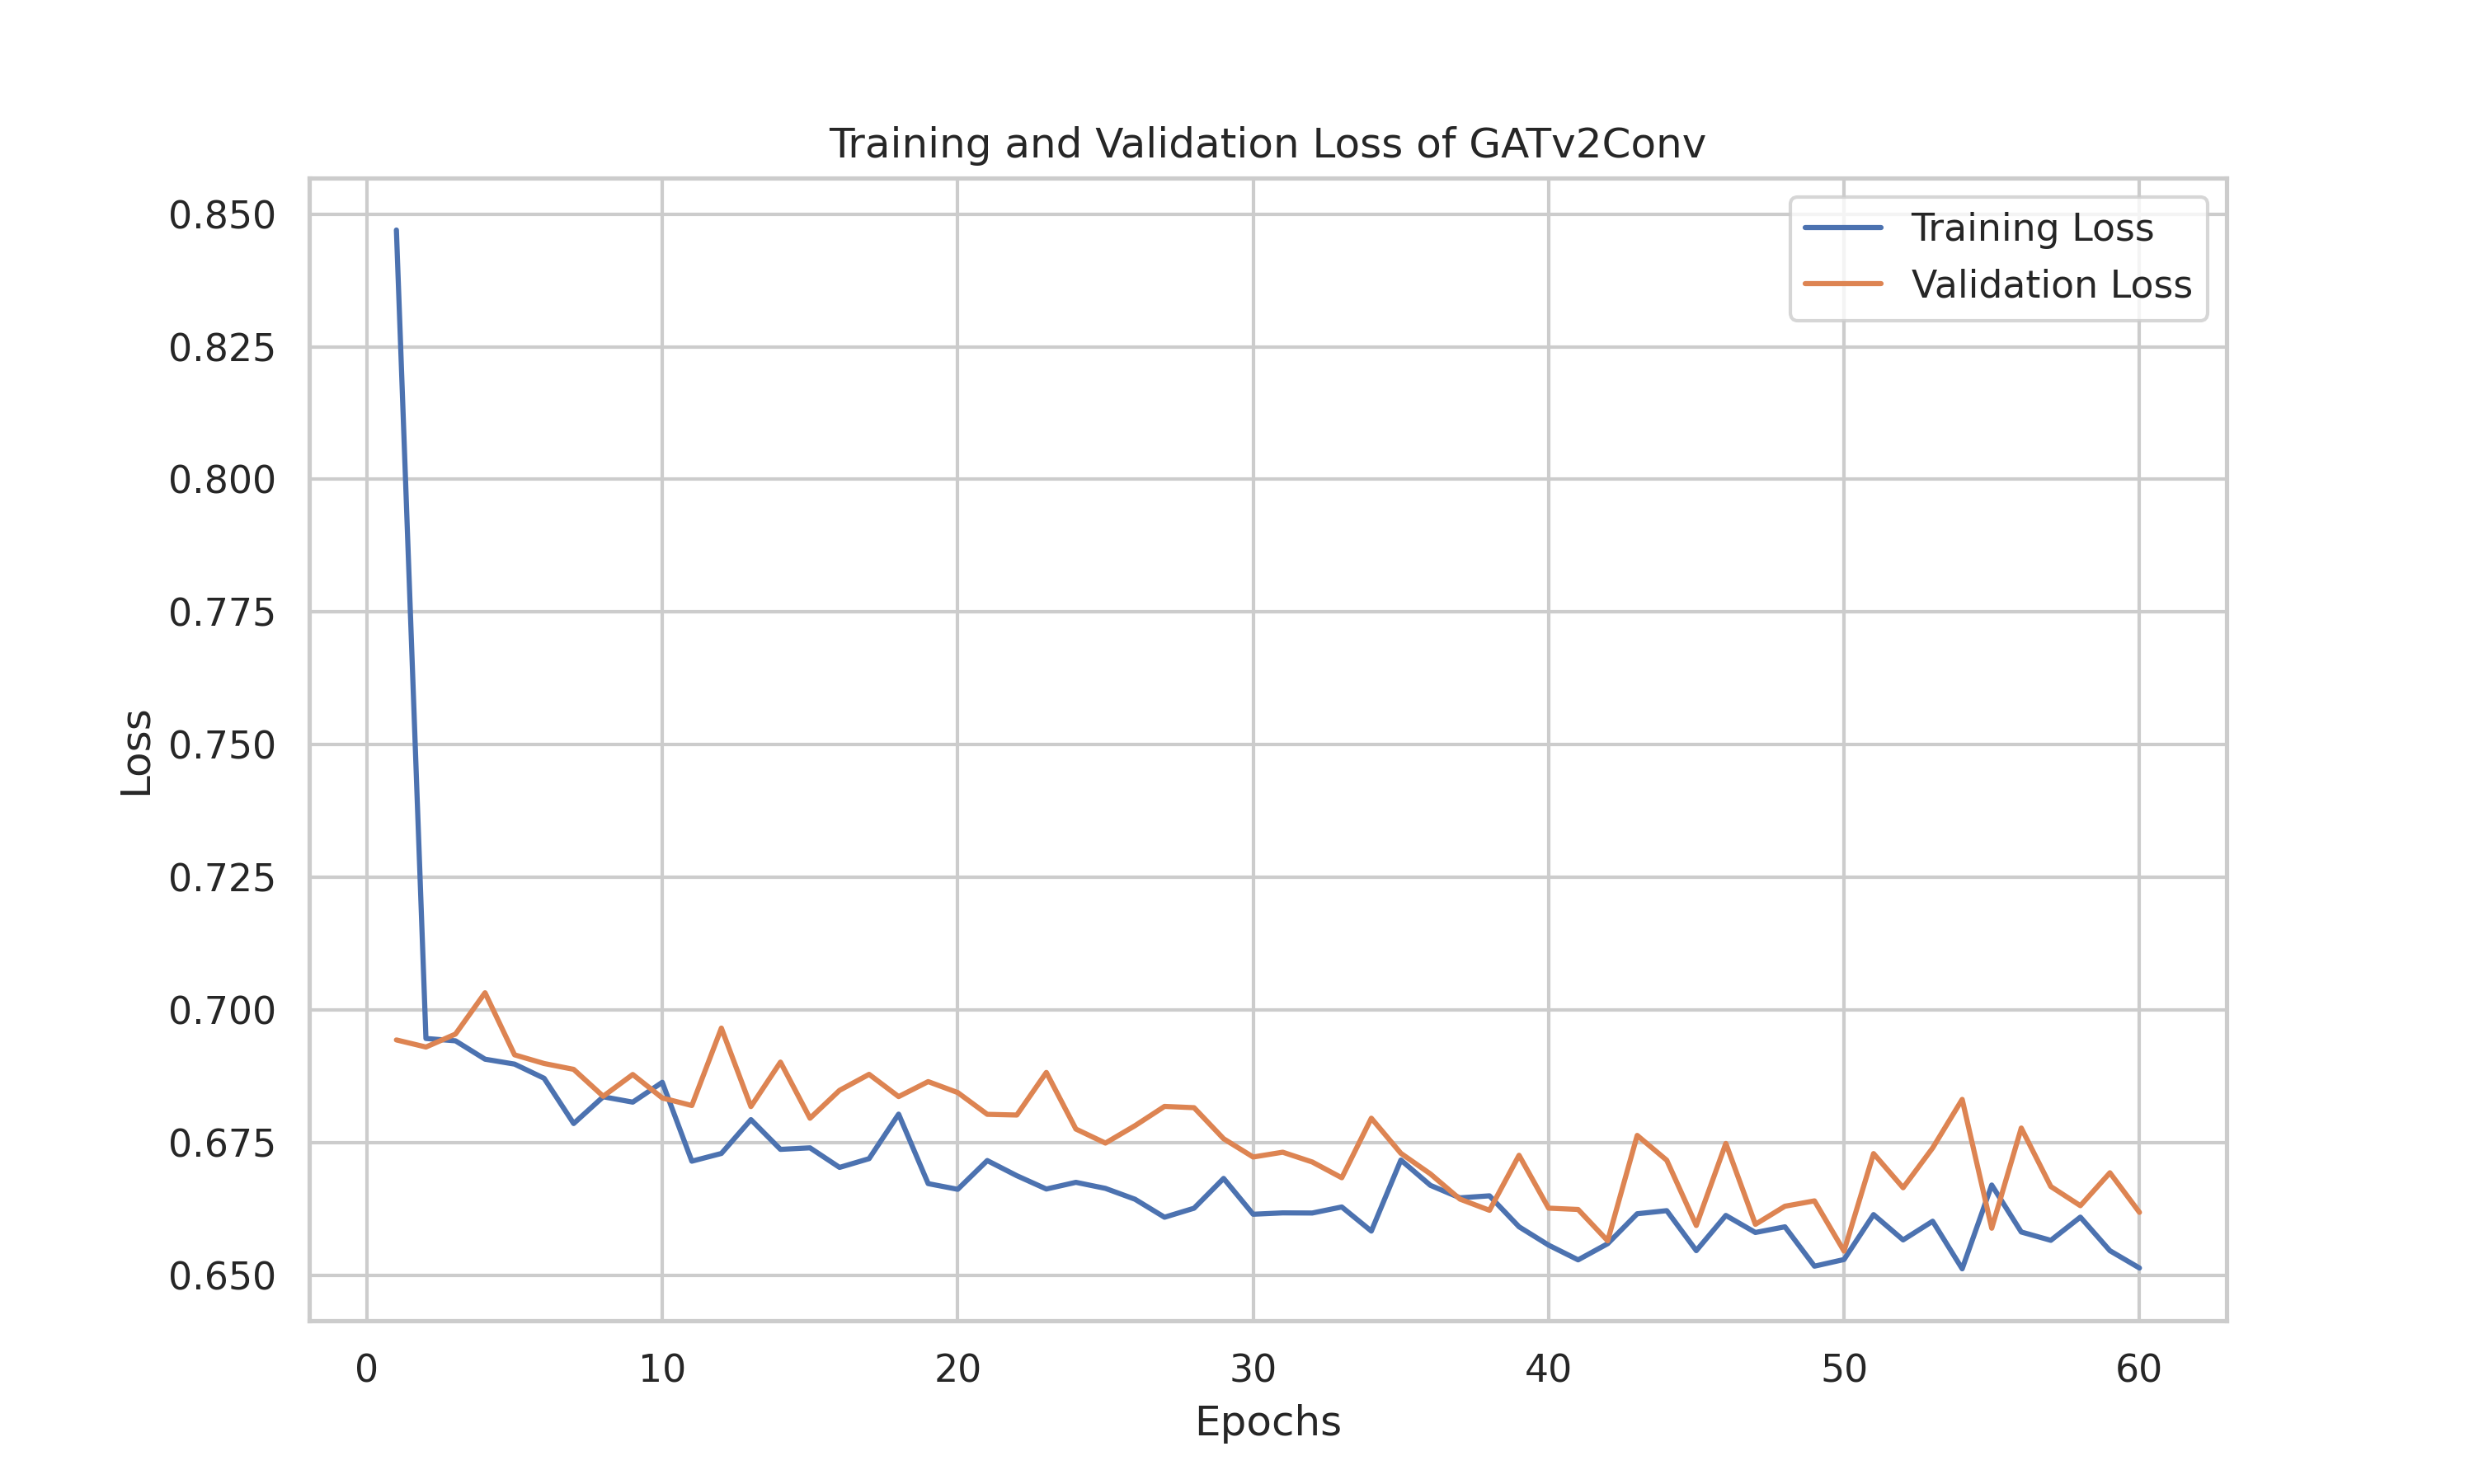 Training and Validation Loss of GATv2Conv
Training Loss
Validation Loss
0.850
0.825
0.800
0.775
0.750
0.725
0.700
0.675
0.650
Loss
0 10 20 30 40 50 60
Epochs